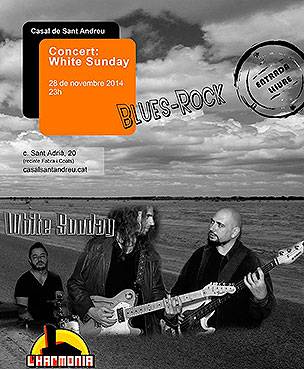 Casal de Sant Andreu
Concert:
White Sunday
28 de novembre 2014
23h
ENTRADA
LLIURE
BLUES-ROCK
c. Sant Adrià, 20
(recinte Fabra i Coats)
casalsantandreu.cat
White Sunday
L'HARMONIA